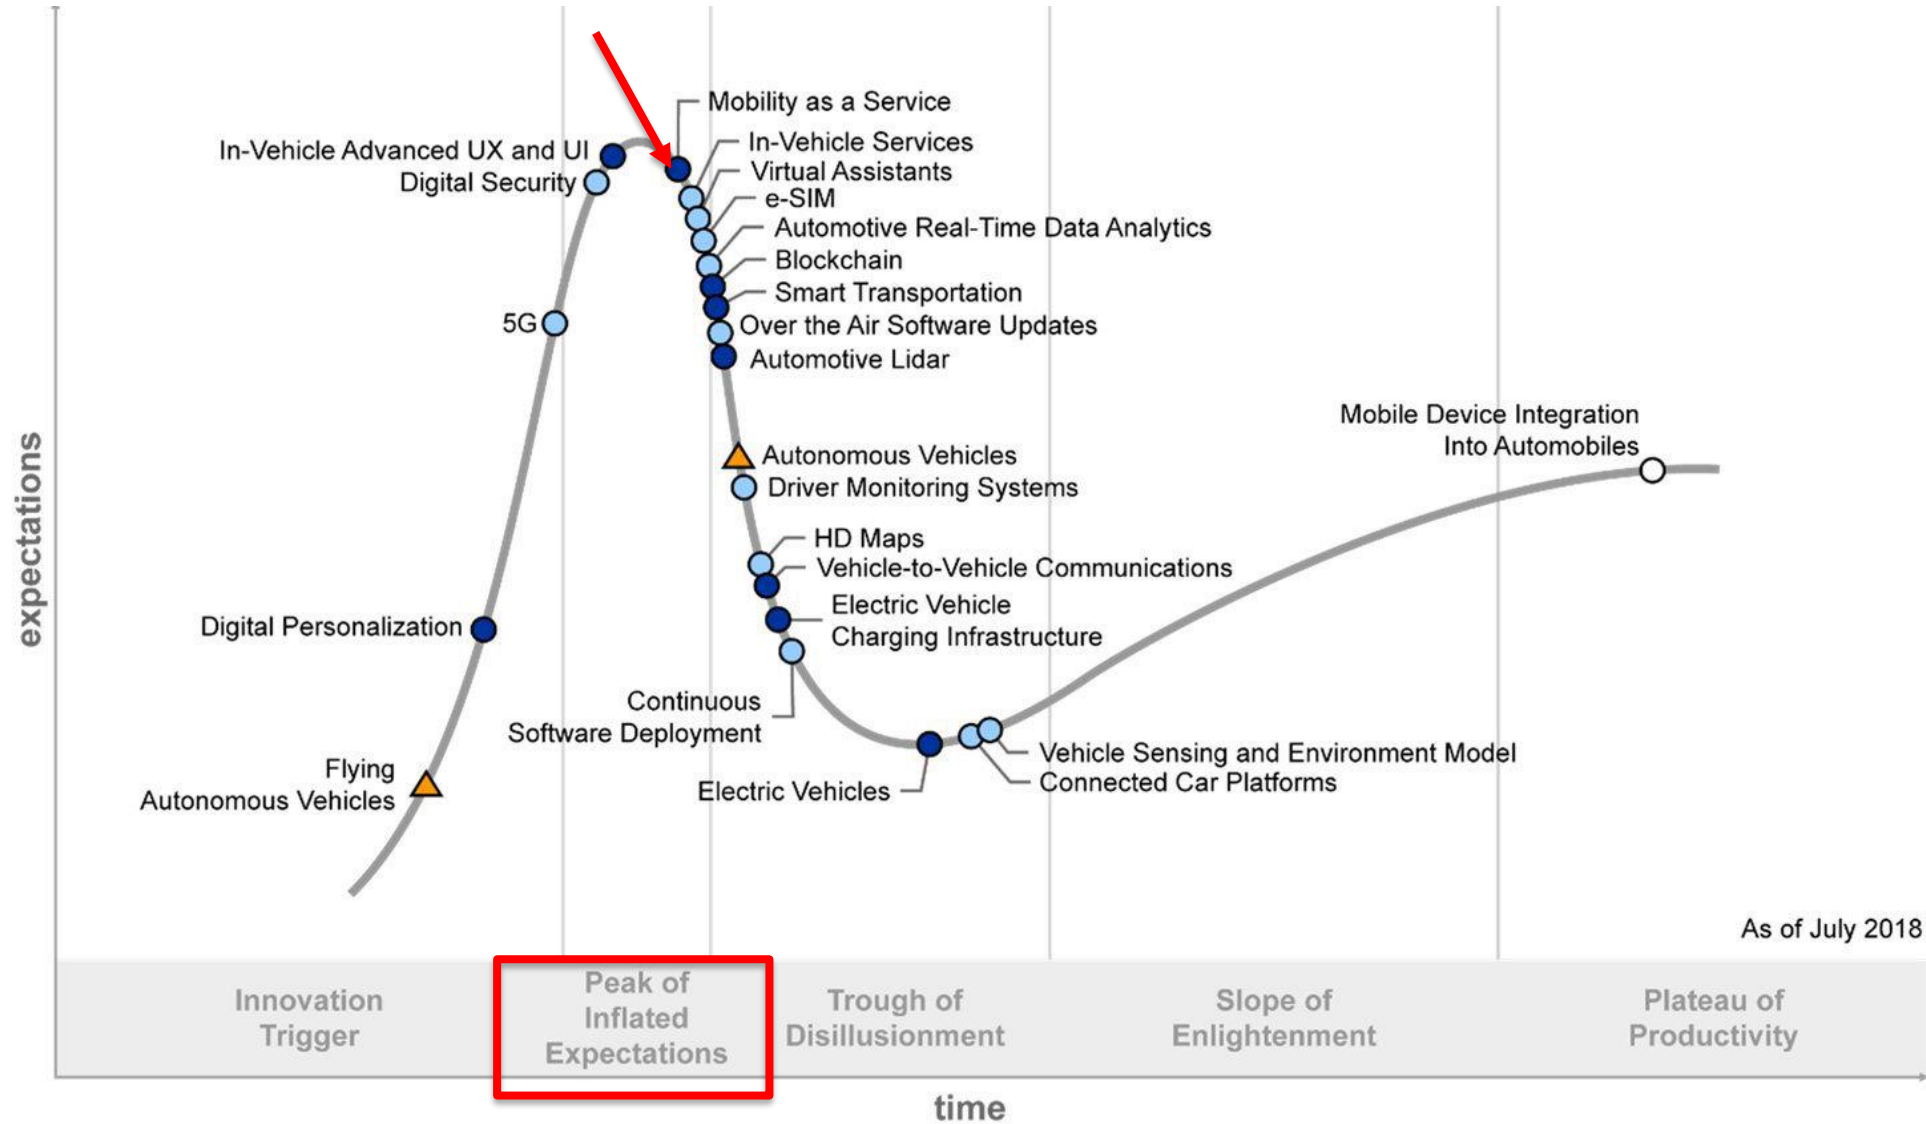 Mobility as a Service
In-Vehicle Services
In-Vehicle Advanced UX and UI
Virtual Assistants
Digital Security
e-SIM
Automotive Real-Time Data Analytics
Blockchain
Smart Transportation
5G
Over the Air Software Updates
Automotive Lidar
Mobile Device Integration
Into Automobiles
Autonomous Vehicles
Driver Monitoring Systems
HD Maps
Vehicle-to-Vehicle Communications
Electric Vehicle
Charging Infrastructure
Digital Personalization
Continuous
Software Deployment
Vehicle Sensing and Environment Model
Connected Car Platforms
Flying
Autonomous Vehicles
Electric Vehicles
expectations
As of July 2018
Innovation
Trigger
Peak of
Inflated
Expectations
Trough of
Disillusionment
Slope of
Enlightenment
Plateau of
Productivity
time